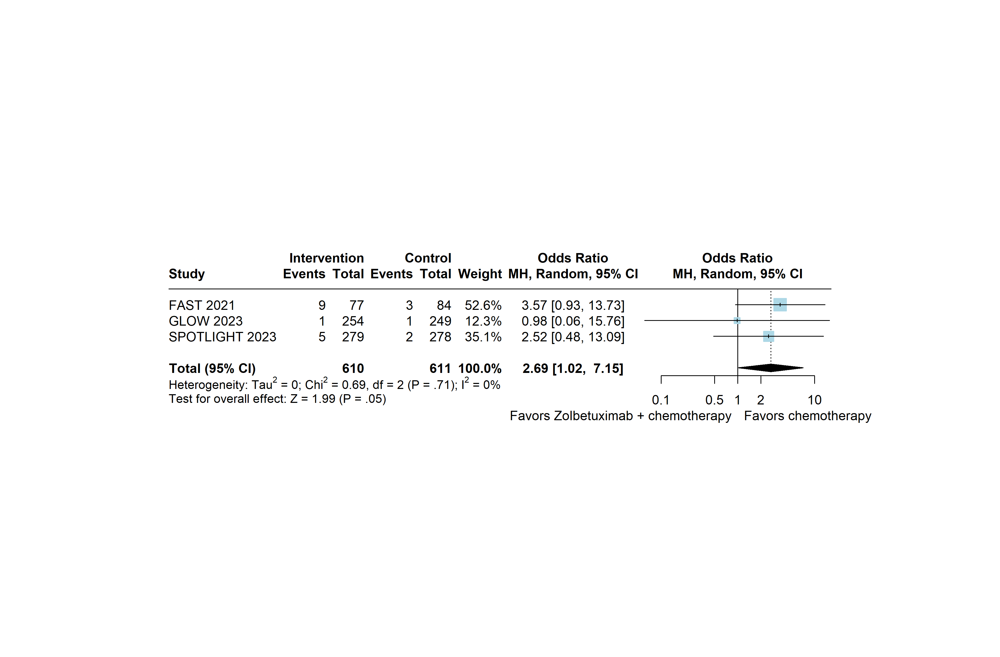 Intervention Control Odds Ratio Odds Ratio
Study Events Total Events Total Weight MH, Random, 95% CI MH, Random, 95% CI
FAST 2021 9 77 3 84 52.6% 3.57 [0.93, 13.73]
GLOW 2023 1 254 1 249 12.3% 0.98 [0.06, 15.76]
SPOTLIGHT 2023 5 279 2 278 35.1% 2.52 [0.48, 13.09]
Total (95% CI) 610 611 100.0% 2.69 [1.02, 7.15]
Heterogeneity: Tau² = 0; Chi² = 0.69, df = 2 (P = .71); I² = 0%
Test for overall effect: Z = 1.99 (P = .05)
0.1 0.5 1 2 10
Favors Zolbetuximab + chemotherapy Favors chemotherapy